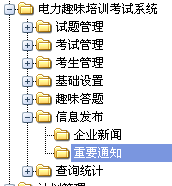 电力趣味培训考试系统
试题管理
考试管理
考生管理
基础设置
趣味答题
信息发布
企业新闻
重要通知
查询统计